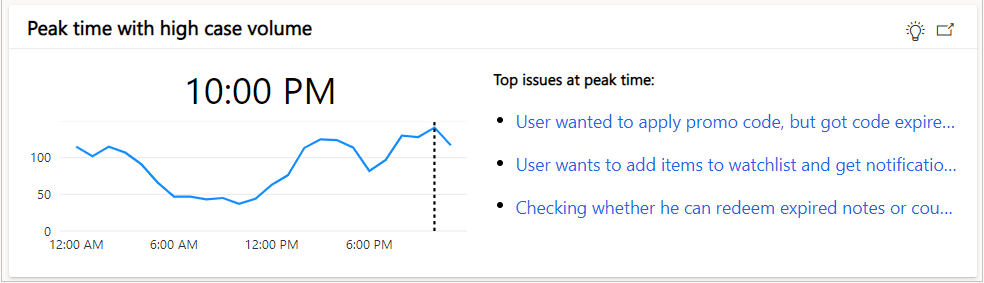 Peak time with high case volume
10:00 PM
100
50
0
12:00 AM 6:00 AM 12:00 PM 6:00 PM
Top issues at peak time:
User wanted to apply promo code, but got code expire...
User wants to add items to watchlist and get notificatio...
Checking whether he can redeem expired notes or cou...